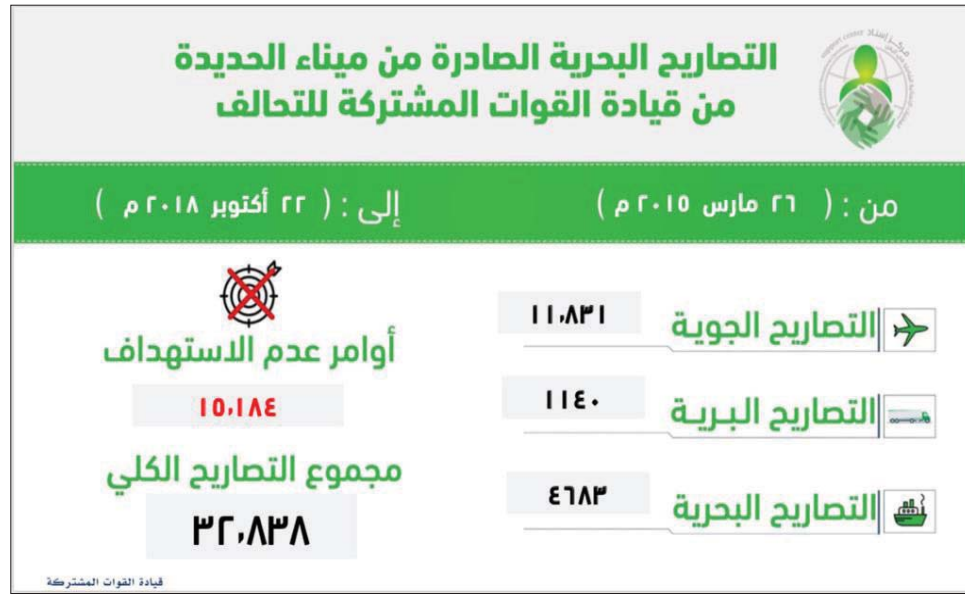 التصاريح البحرية الصادرة من ميناء الحديدة
من قيادة القوات المشتركة للتحالف
من : ( ٢٦ مارس ٢٠١٥ م )
إلى : ( ٢٢ أكتوبر ٢٠١٨ م )
التصاريح الجوية
١١,٨٣١
التصاريح البرية
١١٤٠
التصاريح البحرية
٤٦٨٣
أوامر عدم الاستهداف
١٥,١٨٤
مجموع التصاريح الكلي
٣٢,٨٣٨
قيادة القوات المشتركة